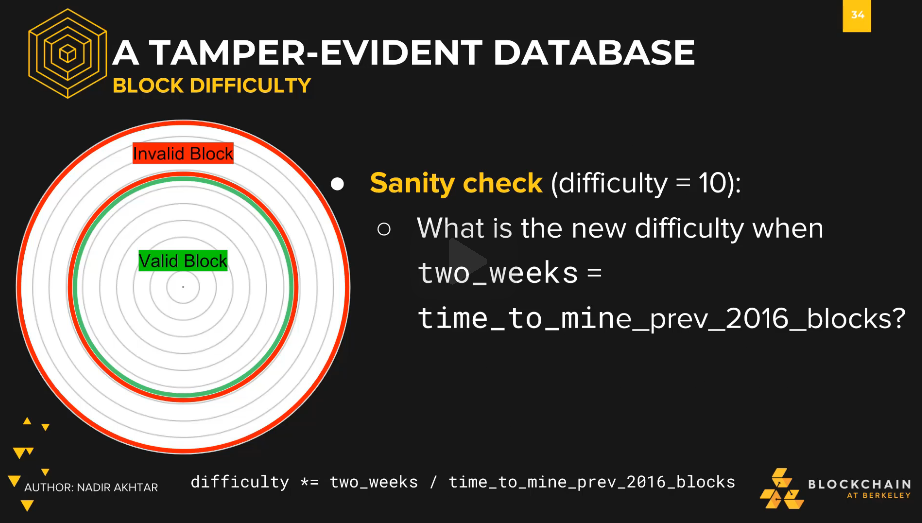 34
A TAMPER-EVIDENT DATABASE
BLOCK DIFFICULTY
Invalid Block
Valid Block
● Sanity check (difficulty = 10):
○ What is the new difficulty when
two_weeks =
time_to_mine_prev_2016_blocks?
AUTHOR: NADIR AKHTAR
difficulty *= two_weeks / time_to_mine_prev_2016_blocks
BLOCKCHAIN
AT BERKELEY